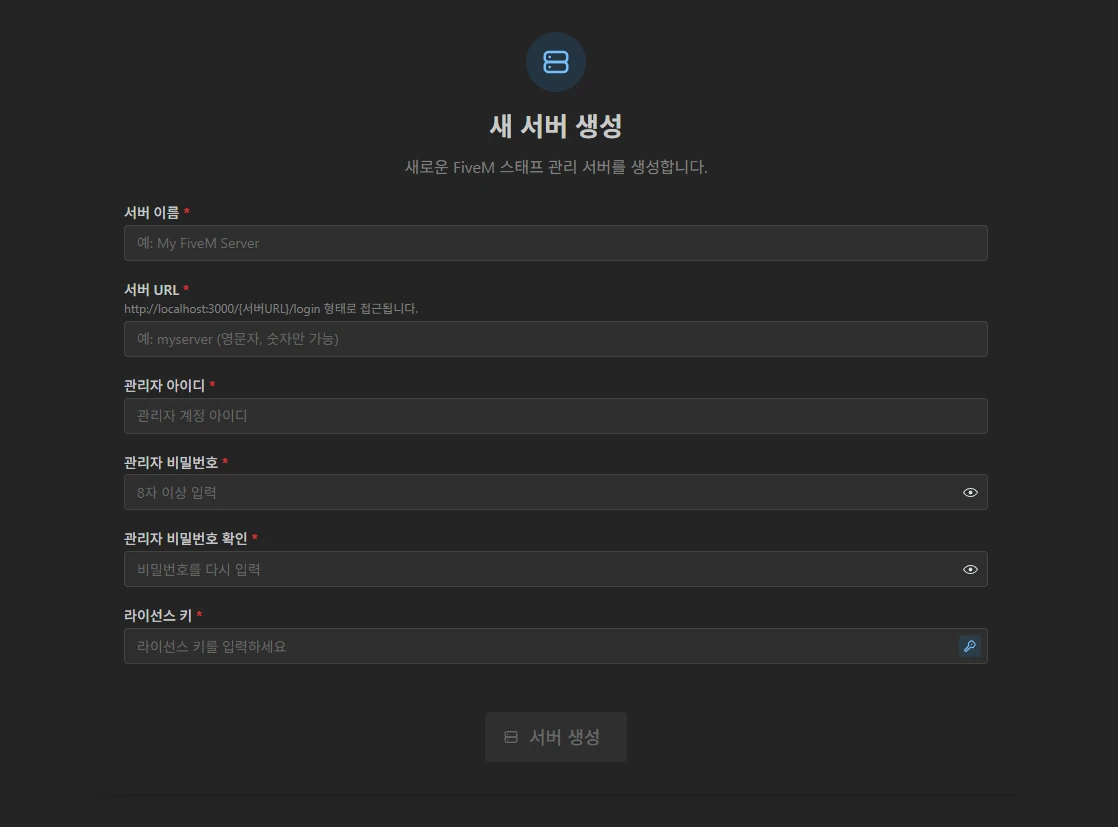 새 서버 생성
새로운 FiveM 스태프 관리 서버를 생성합니다.
서버 이름 *
예: My FiveM Server
서버 URL *
http://localhost:3000/{서버URL}/login 형태로 접근됩니다.
예: myserver (영문자, 숫자만 가능)
관리자 아이디 *
관리자 계정 아이디
관리자 비밀번호 *
8자 이상 입력
관리자 비밀번호 확인 *
비밀번호를 다시 입력
라이선스 키 *
라이선스 키를 입력하세요
서버 생성